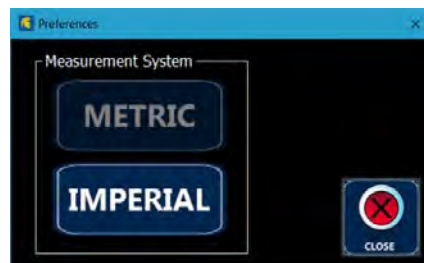 Preferences
Measurement System
METRIC
IMPERIAL
CLOSE